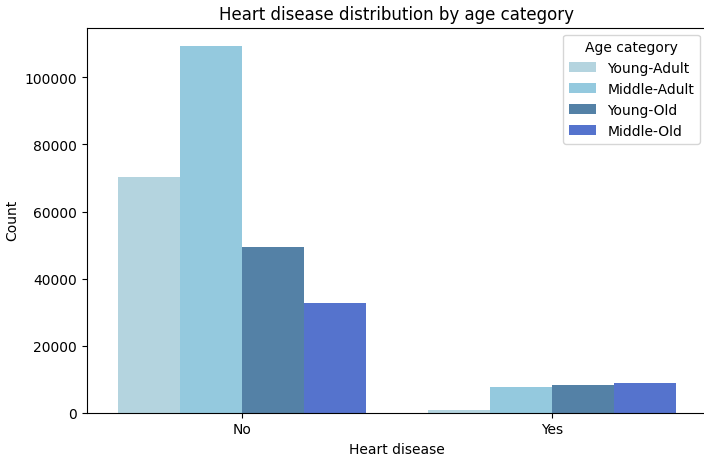 Heart disease distribution by age category
Age category
Young-Adult
Middle-Adult
Young-Old
Middle-Old
Count
100000
80000
60000
40000
20000
0
No
Yes
Heart disease